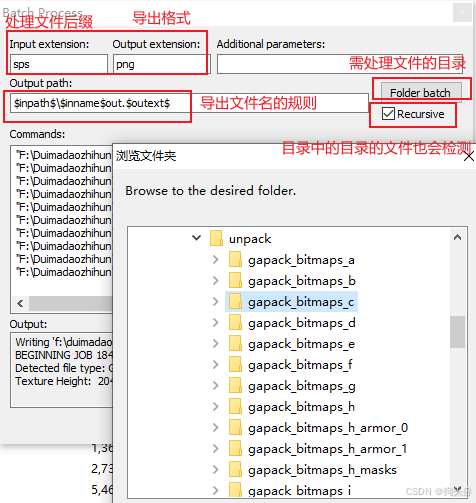 Batch Process
处理文件后缀
导出格式
Input extension:
Output extension:
Additional parameters:
sps
png
需处理文件的目录
Output path:
Folder batch
$inpath$\$inname$out.$outext$
导出文件名的规则
Recursive
目录中的目录的文件也会检测
Commands:
"F:\Duimadaozhihun
"F:\Duimadaozhihun
"F:\Duimadaozhihun
"F:\Duimadaozhihun
"F:\Duimadaozhihun
"F:\Duimadaozhihun
"F:\Duimadaozhihun
"F:\Duimadaozhihun
"F:\Duimadaozhihun
浏览文件夹
Browse to the desired folder.
unpack
gapack_bitmaps_a
gapack_bitmaps_b
gapack_bitmaps_c
gapack_bitmaps_d
gapack_bitmaps_e
gapack_bitmaps_f
gapack_bitmaps_g
gapack_bitmaps_h
gapack_bitmaps_h_armor_0
gapack_bitmaps_h_armor_1
gapack_bitmaps_h_masks
gapack_bitmaps_i
Output:
Writing 'f:\duimadao
BEGINNING JOB 184
Detected file type: G
Texture Height: 204
1,36
2,73
5,46